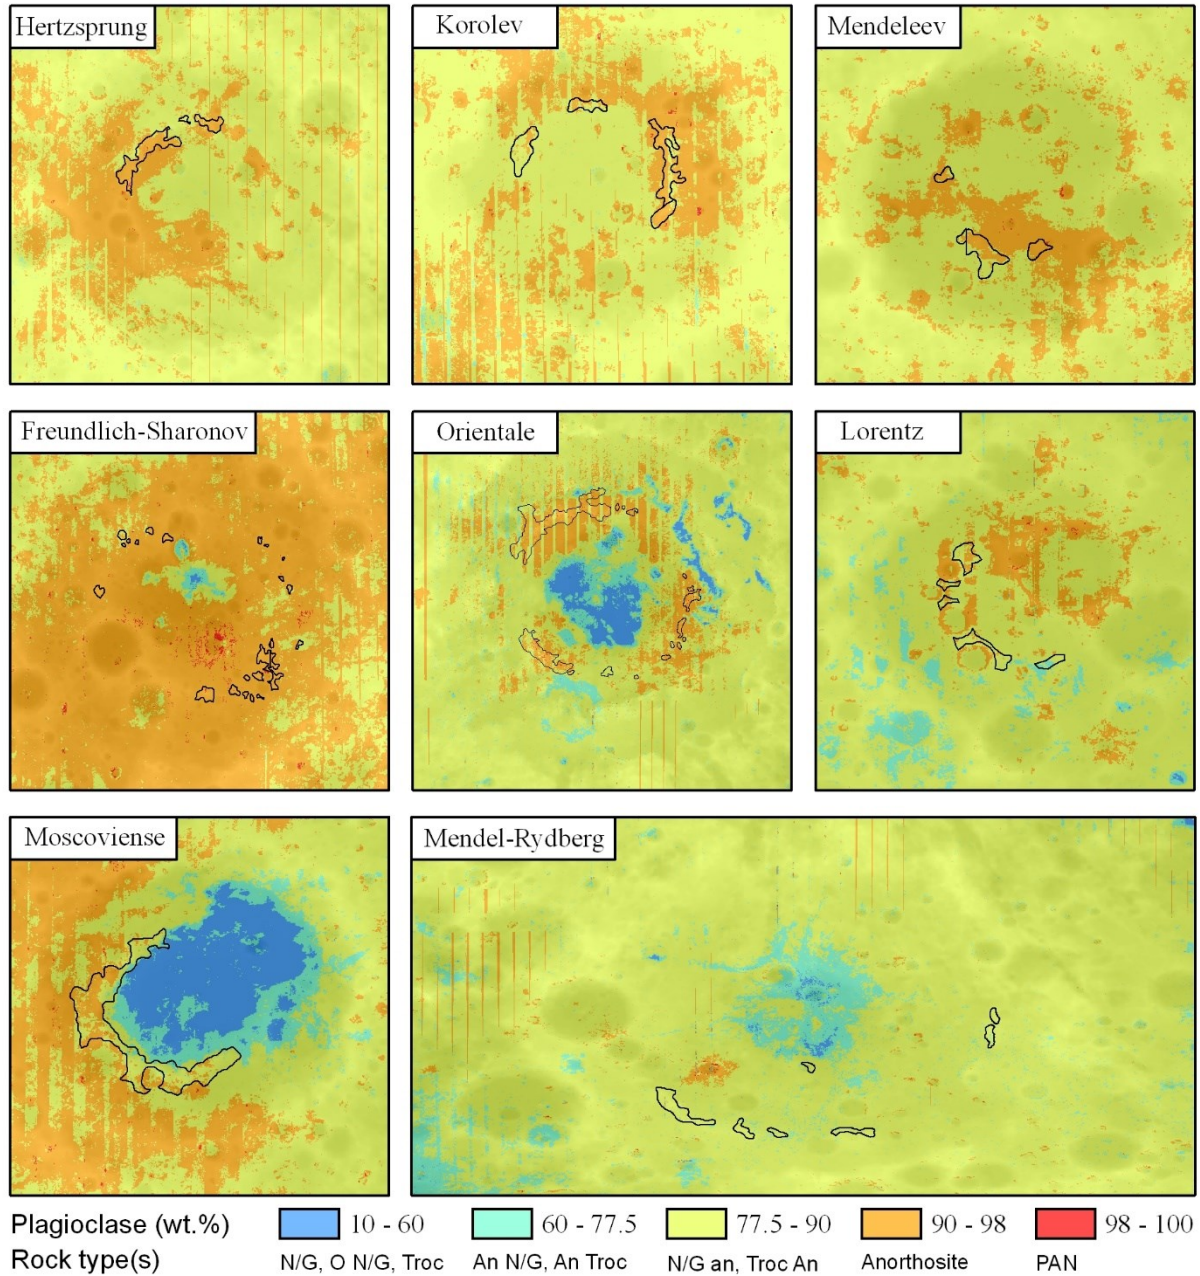 Hertzsprung
Korolev
Mendeleev
Freundlich-Sharonov
Orientale
Lorentz
Moscoviense
Mendel-Rydberg
Plagioclase (wt.%) 10 - 60 60 - 77.5 77.5 - 90 90 - 98 98 - 100
Rock type(s) N/G, O N/G, Troc An N/G, An Troc N/G an, Troc An Anorthosite PAN